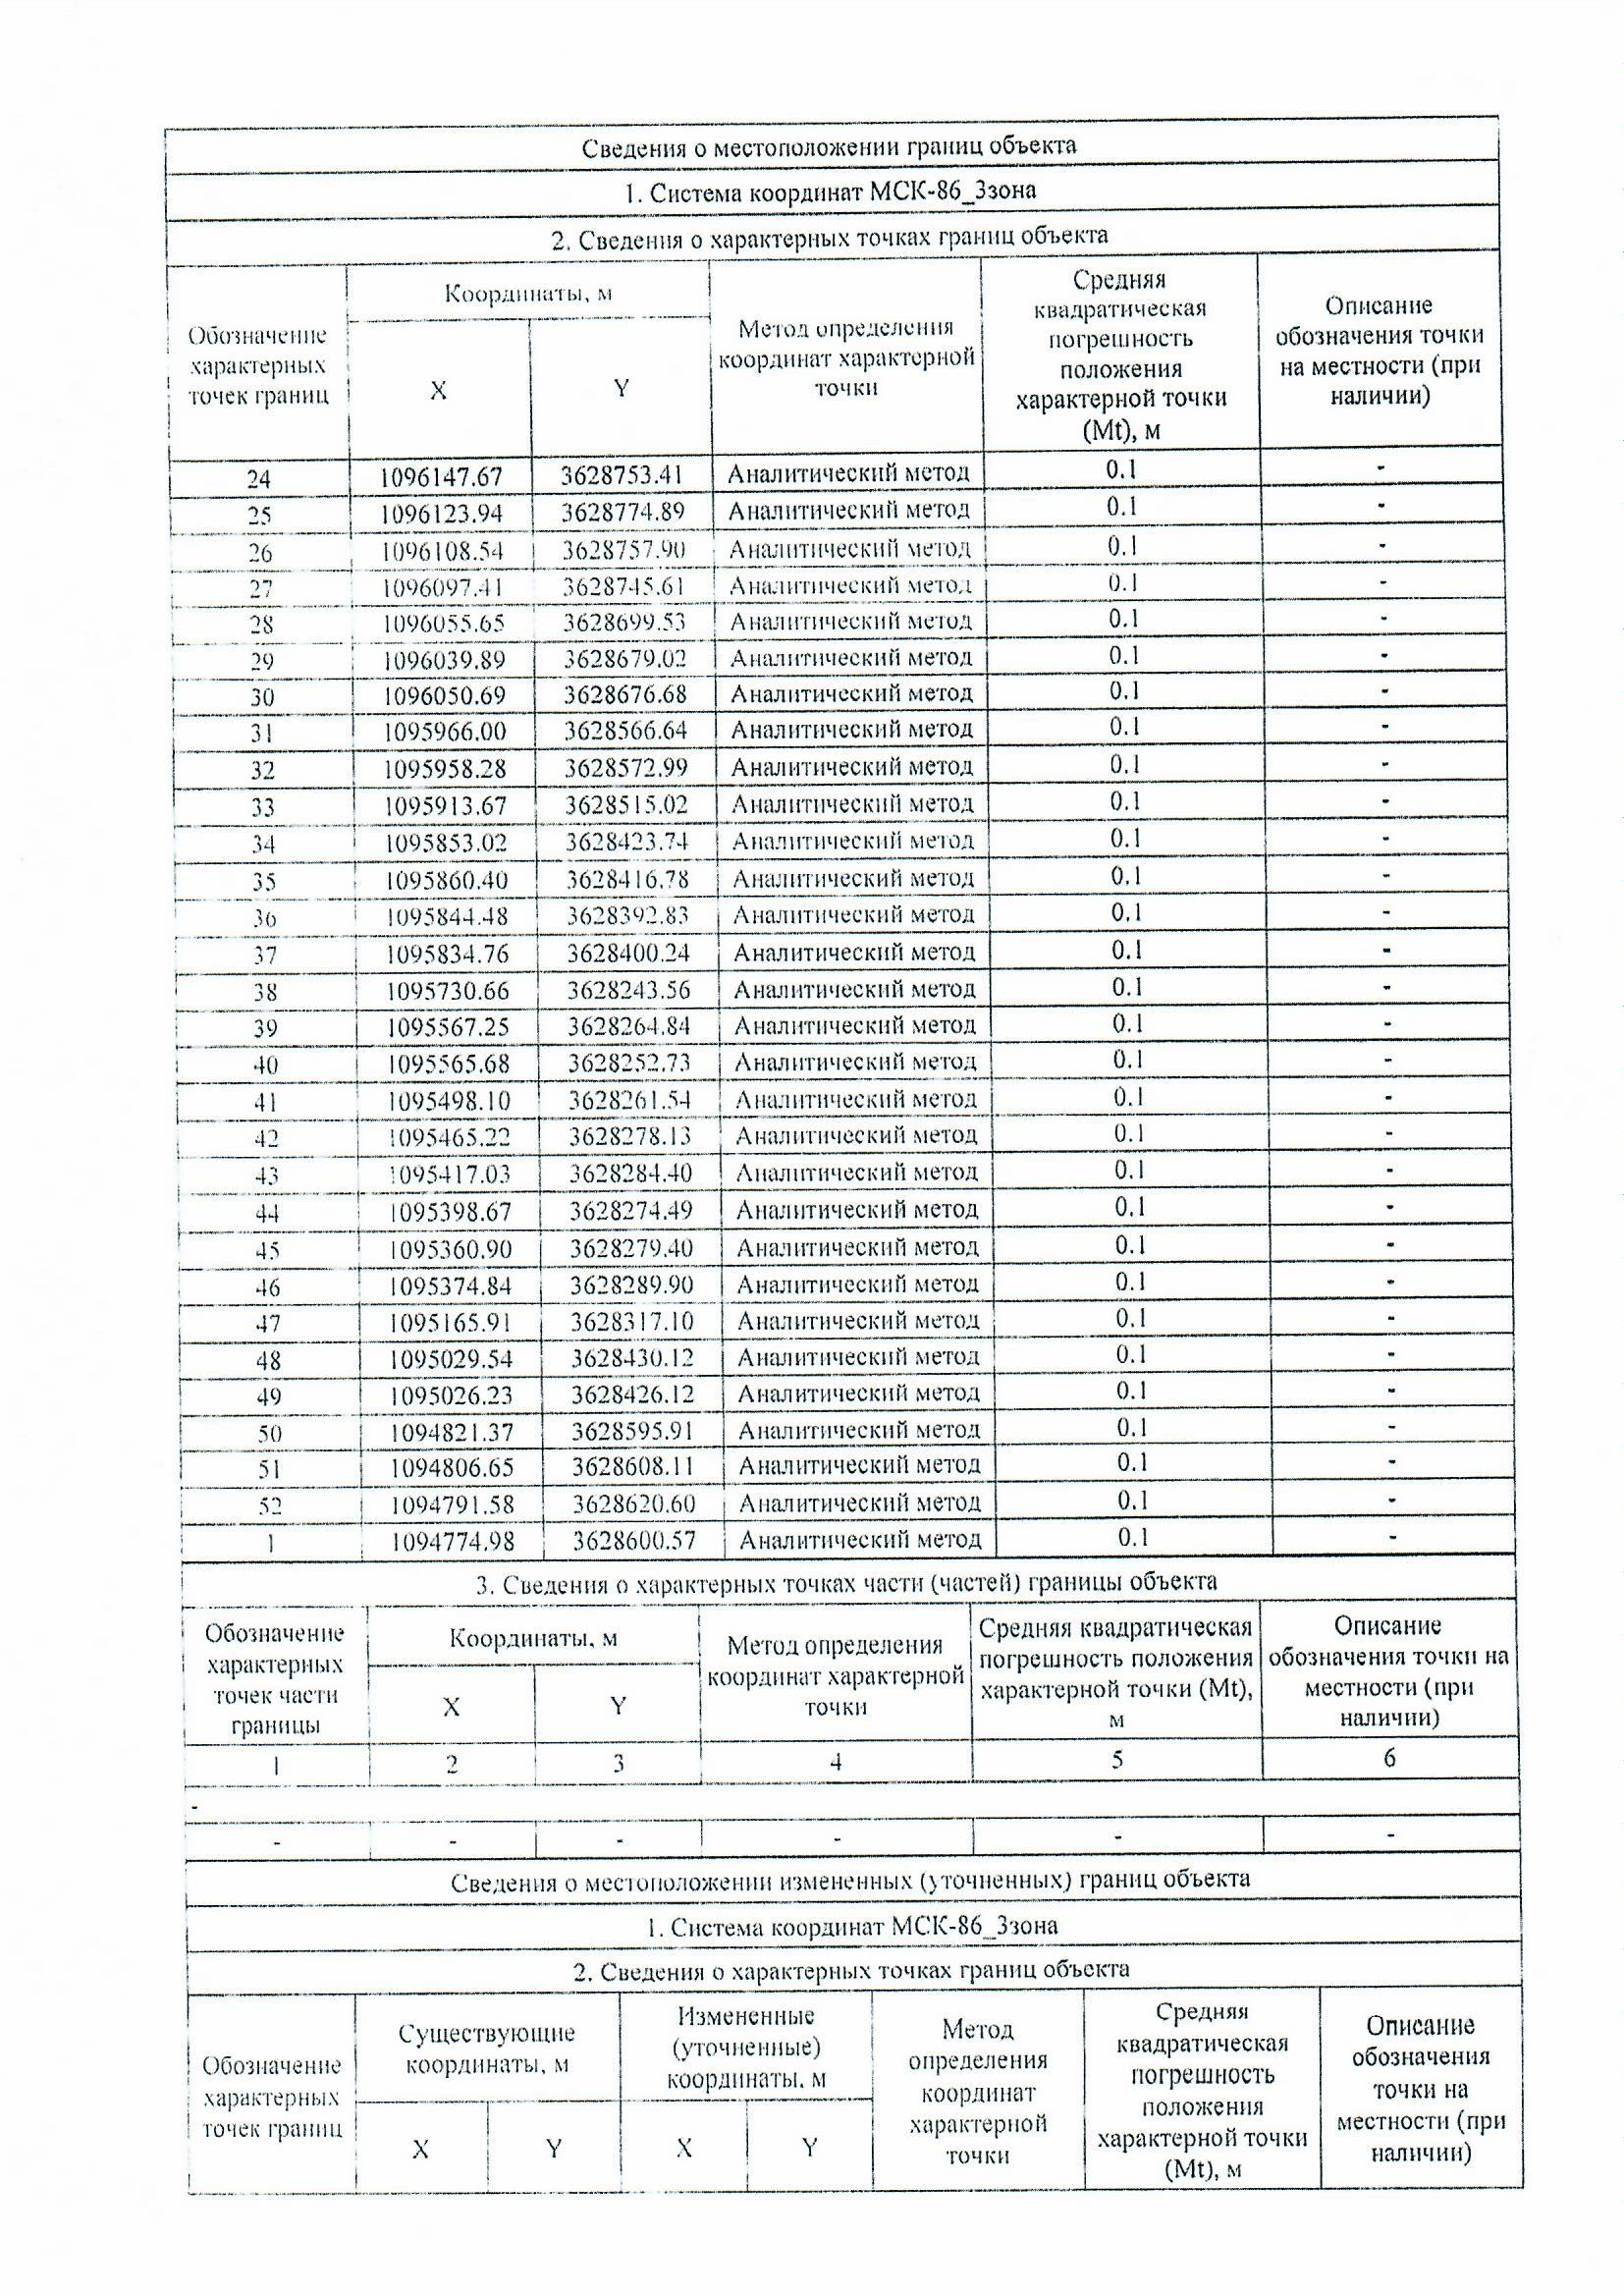 Сведения о местоположении границ объекта
1. Система координат МСК-86_3зона
2. Сведения о характерных точках границ объекта
Обозначение характерных точек границ
Координаты, м
X
Y
Метод определения координат характерной точки
Средняя квадратическая погрешность положения характерной точки (Mt), м
Описание обозначения точки на местности (при наличии)
24 1096147.67 3628753.41 Аналитический метод 0.1 -
25 1096123.94 3628774.89 Аналитический метод 0.1 -
26 1096108.54 3628757.90 Аналитический метод 0.1 -
27 1096097.41 3628745.61 Аналитический метод 0.1 -
28 1096055.65 3628699.53 Аналитический метод 0.1 -
29 1096039.89 3628679.02 Аналитический метод 0.1 -
30 1096050.69 3628676.68 Аналитический метод 0.1 -
31 1095966.00 3628566.64 Аналитический метод 0.1 -
32 1095958.28 3628572.99 Аналитический метод 0.1 -
33 1095913.67 3628515.02 Аналитический метод 0.1 -
34 1095853.02 3628423.74 Аналитический метод 0.1 -
35 1095860.40 3628416.78 Аналитический метод 0.1 -
36 1095844.48 3628392.83 Аналитический метод 0.1 -
37 1095834.76 3628400.24 Аналитический метод 0.1 -
38 1095730.66 3628243.56 Аналитический метод 0.1 -
39 1095567.25 3628264.84 Аналитический метод 0.1 -
40 1095565.68 3628252.73 Аналитический метод 0.1 -
41 1095498.10 3628261.54 Аналитический метод 0.1 -
42 1095465.22 3628278.13 Аналитический метод 0.1 -
43 1095417.03 3628284.40 Аналитический метод 0.1 -
44 1095398.67 3628274.49 Аналитический метод 0.1 -
45 1095360.90 3628279.40 Аналитический метод 0.1 -
46 1095374.84 3628289.90 Аналитический метод 0.1 -
47 1095165.91 3628317.10 Аналитический метод 0.1 -
48 1095029.54 3628430.12 Аналитический метод 0.1 -
49 1095026.23 3628426.12 Аналитический метод 0.1 -
50 1094821.37 3628595.91 Аналитический метод 0.1 -
51 1094806.65 3628608.11 Аналитический метод 0.1 -
52 1094791.58 3628620.60 Аналитический метод 0.1 -
1 1094774.98 3628600.57 Аналитический метод 0.1 -
3. Сведения о характерных точках части (частей) границы объекта
Обозначение характерных точек части границы
Координаты, м
X
Y
Метод определения координат характерной точки
Средняя квадратическая погрешность положения характерной точки (Mt), м
Описание обозначения точки на местности (при наличии)
1 2 3 4 5 6
-
- - - - - -
Сведения о местоположении измененных (уточненных) границ объекта
1. Система координат МСК-86_3зона
2. Сведения о характерных точках границ объекта
Обозначение характерных точек границ
Существующие координаты, м
X
Y
Измененные (уточненные) координаты, м
X
Y
Метод определения координат характерной точки
Средняя квадратическая погрешность положения характерной точки (Mt), м
Описание обозначения точки на местности (при наличии)